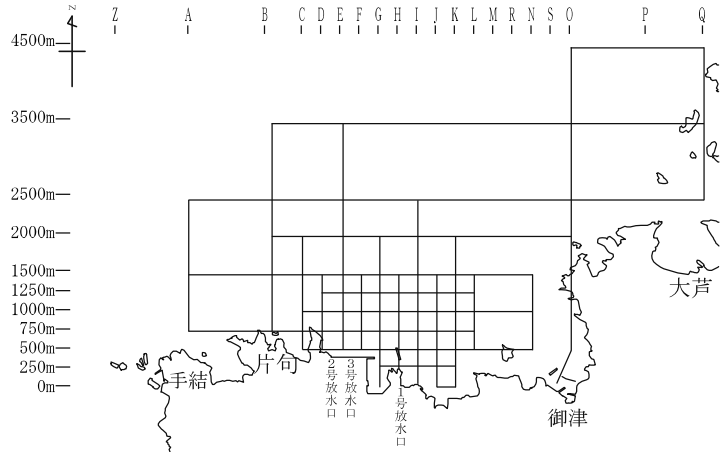 N
Z A B C D E F G H I J K L M R N S O P Q
4500m
3500m
2500m
2000m
1500m
1250m
1000m
750m
500m
250m
0m
大芦
片句
手結
御津
2号放水口
3号放水口
1号放水口